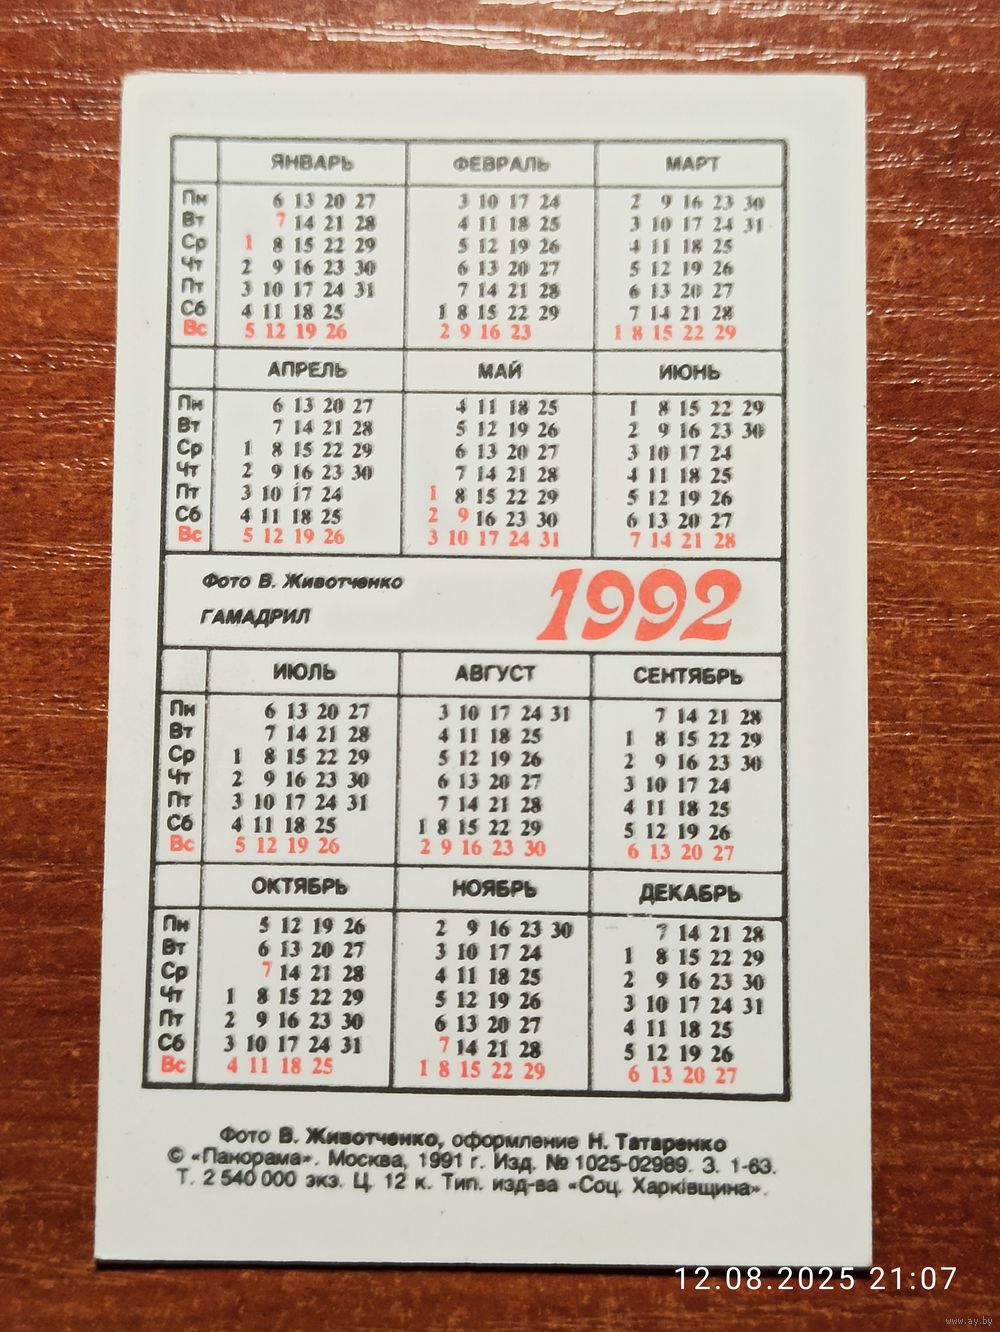 ЯНВАРЬ ФЕВРАЛЬ МАРТ
Пн 6 13 20 27 3 10 17 24 2 9 16 23 30
Вт 7 14 21 28 4 11 18 25 3 10 17 24 31
Ср 1 8 15 22 29 5 12 19 26 4 11 18 25
Чт 2 9 16 23 30 6 13 20 27 5 12 19 26
Пт 3 10 17 24 31 7 14 21 28 6 13 20 27
Сб 4 11 18 25 1 8 15 22 29 7 14 21 28
Вс 5 12 19 26 2 9 16 23 1 8 15 22 29
АПРЕЛЬ МАЙ ИЮНЬ
Пн 6 13 20 27 4 11 18 25 1 8 15 22 29
Вт 7 14 21 28 5 12 19 26 2 9 16 23 30
Ср 1 8 15 22 29 6 13 20 27 3 10 17 24
Чт 2 9 16 23 30 7 14 21 28 4 11 18 25
Пт 3 10 17 24 1 8 15 22 29 5 12 19 26
Сб 4 11 18 25 2 9 16 23 30 6 13 20 27
Вс 5 12 19 26 3 10 17 24 31 7 14 21 28
Фото В. Животченко
ГАМАДРИЛ
1992
ИЮЛЬ АВГУСТ СЕНТЯБРЬ
Пн 6 13 20 27 3 10 17 24 31 7 14 21 28
Вт 7 14 21 28 4 11 18 25 1 8 15 22 29
Ср 1 8 15 22 29 5 12 19 26 2 9 16 23 30
Чт 2 9 16 23 30 6 13 20 27 3 10 17 24
Пт 3 10 17 24 31 7 14 21 28 4 11 18 25
Сб 4 11 18 25 1 8 15 22 29 5 12 19 26
Вс 5 12 19 26 2 9 16 23 30 6 13 20 27
ОКТЯБРЬ НОЯБРЬ ДЕКАБРЬ
Пн 5 12 19 26 2 9 16 23 30 7 14 21 28
Вт 6 13 20 27 3 10 17 24 1 8 15 22 29
Ср 7 14 21 28 4 11 18 25 2 9 16 23 30
Чт 1 8 15 22 29 5 12 19 26 3 10 17 24 31
Пт 2 9 16 23 30 6 13 20 27 4 11 18 25
Сб 3 10 17 24 31 7 14 21 28 5 12 19 26
Вс 4 11 18 25 1 8 15 22 29 6 13 20 27
Фото В. Животченко, оформление Н. Татаренко
© «Панорама». Москва, 1991 г. Изд. № 1025-02989. З. 1-63.
Т. 2 540 000 экз. Ц. 12 к. Тип. изд-ва «Соц. Харківщина».
12.08.2025 21:07
www.ay.by